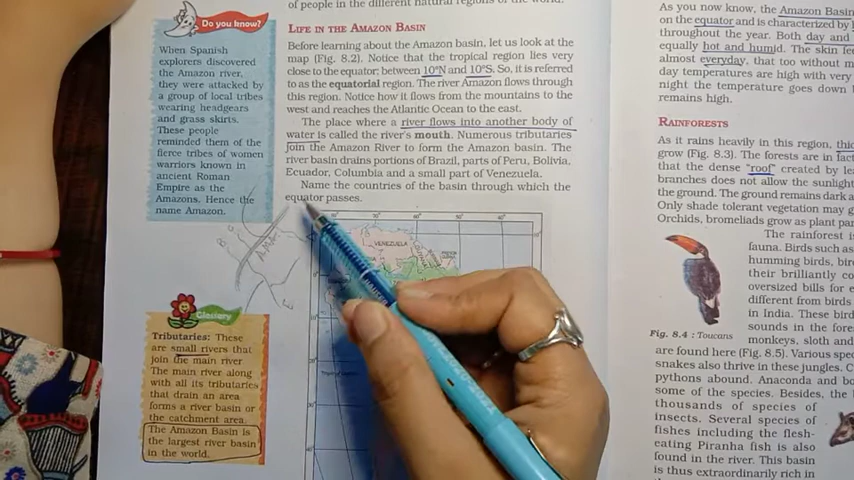 of people in the different natural regions of the world.
LIFE IN THE AMAZON BASIN
Before learning about the Amazon basin, let us look at the
map (Fig. 8.2). Notice that the tropical region lies very
close to the equator; between 10°N and 10°S. So, it is referred
to as the equatorial region. The river Amazon flows through
this region. Notice how it flows from the mountains to the
west and reaches the Atlantic Ocean to the east.
The place where a river flows into another body of
water is called the river's mouth. Numerous tributaries
join the Amazon River to form the Amazon basin. The
river basin drains portions of Brazil, parts of Peru, Bolivia,
Ecuador, Columbia and a small part of Venezuela.
Name the countries of the basin through which the
equator passes.
Do you know?
When Spanish
explorers discovered
the Amazon river,
they were attacked by
a group of local tribes
wearing headgears
and grass skirts.
These people
reminded them of the
fierce tribes of women
warriors known in
ancient Roman
Empire as the
Amazons. Hence the
name Amazon.
Glossary
Tributaries: These
are small rivers that
join the main river
The main river along
with all its tributaries
that drain an area
forms a river basin or
the catchment area.
The Amazon Basin is
the largest river basin
in the world.
VENEZUELA
As you now know, the Amazon
on the equator and is characterized by
throughout the year. Both day and
equally hot and humid. The skin fee
almost everyday, that too without m
day temperatures are high with very
night the temperature goes down
remains high.
RAINFORESTS
As it rains heavily in this region, thic
grow (Fig. 8.3). The forests are in fact
that the dense "roof" created by lea
branches does not allow the sunlight
the ground. The ground remains dark a
Only shade tolerant vegetation may gr
Orchids, bromeliads grow as plant par
The rainforest is
fauna. Birds such as
humming birds, bir
their brilliantly co
oversized bills for e
different from birds
in India. These bird
sounds in the fores
monkeys, sloth and
Fig. 8.4 : Toucans
are found here (Fig. 8.5). Various spec
snakes also thrive in these jungles. C
pythons abound. Anaconda and bo
some of the species. Besides, the
thousands of species of
insects. Several species of
fishes including the flesh-
eating Piranha fish is also
found in the river. This basin
is thus extraordinarily rich in